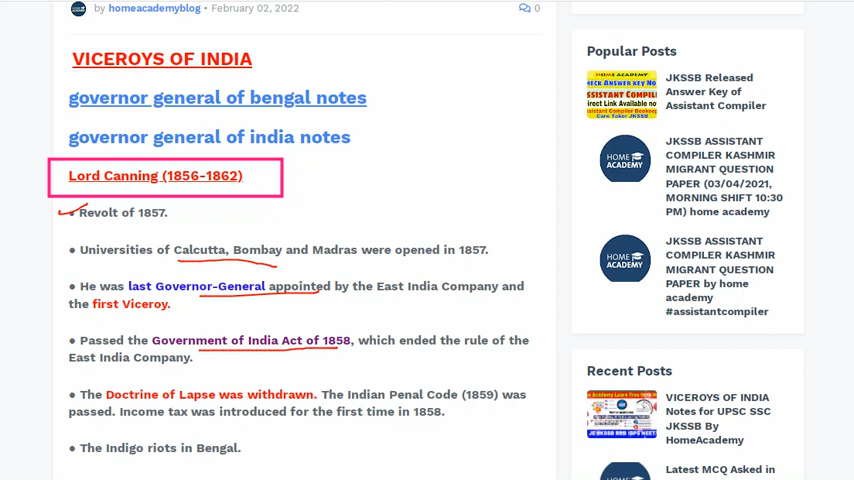 by homeacademyblog • February 02, 2022
0
VICEROYS OF INDIA
governor general of bengal notes
governor general of india notes
Lord Canning (1856-1862)
● Revolt of 1857.
● Universities of Calcutta, Bombay and Madras were opened in 1857.
● He was last Governor-General appointed by the East India Company and
the first Viceroy.
● Passed the Government of India Act of 1858, which ended the rule of the
East India Company.
● The Doctrine of Lapse was withdrawn. The Indian Penal Code (1859) was
passed. Income tax was introduced for the first time in 1858.
● The Indigo riots in Bengal.
Popular Posts
HOME ACADEMY
JKSSB Released
Answer Key of
Assistant Compiler
HOME
ACADEMY
JKSSB ASSISTANT
COMPILER KASHMIR
MIGRANT QUESTION
PAPER (03/04/2021,
MORNING SHIFT 10:30
PM) home academy
HOME
ACADEMY
JKSSB ASSISTANT
COMPILER KASHMIR
MIGRANT QUESTION
PAPER by home
academy
#assistantcompiler
Recent Posts
VICEROYS OF INDIA
Notes for UPSC SSC
JKSSB By
HomeAcademy
Latest MCQ Asked in